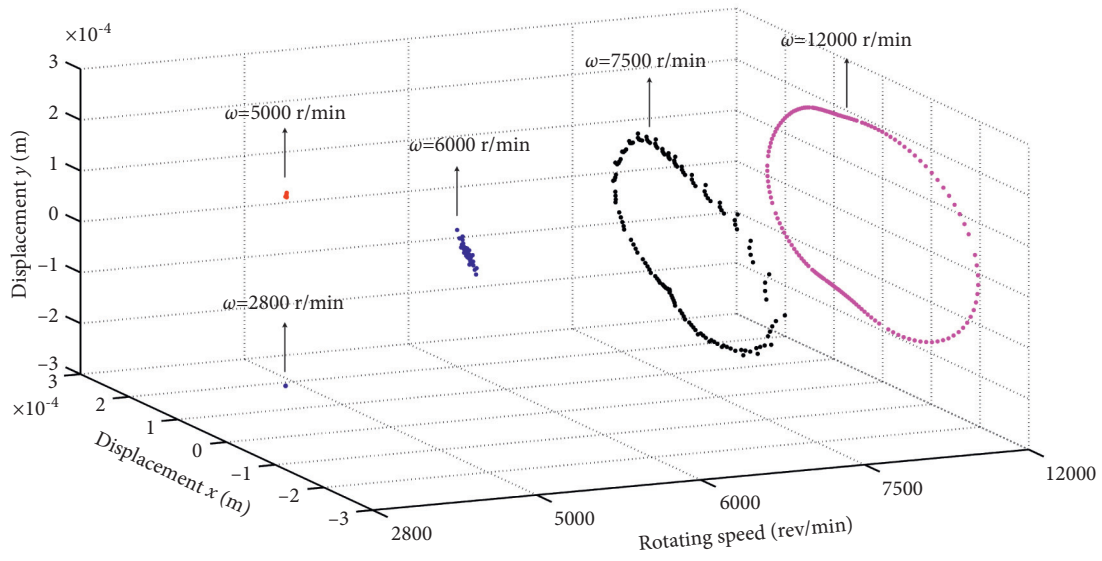 ×10⁻⁴
3
2
1
0
−1
−2
−3
Displacement y (m)
3
2
1
0
−1
−2
−3
×10⁻⁴
Displacement x (m)
2800
5000
6000
7500
12000
Rotating speed (rev/min)
ω=2800 r/min
ω=5000 r/min
ω=6000 r/min
ω=7500 r/min
ω=12000 r/min